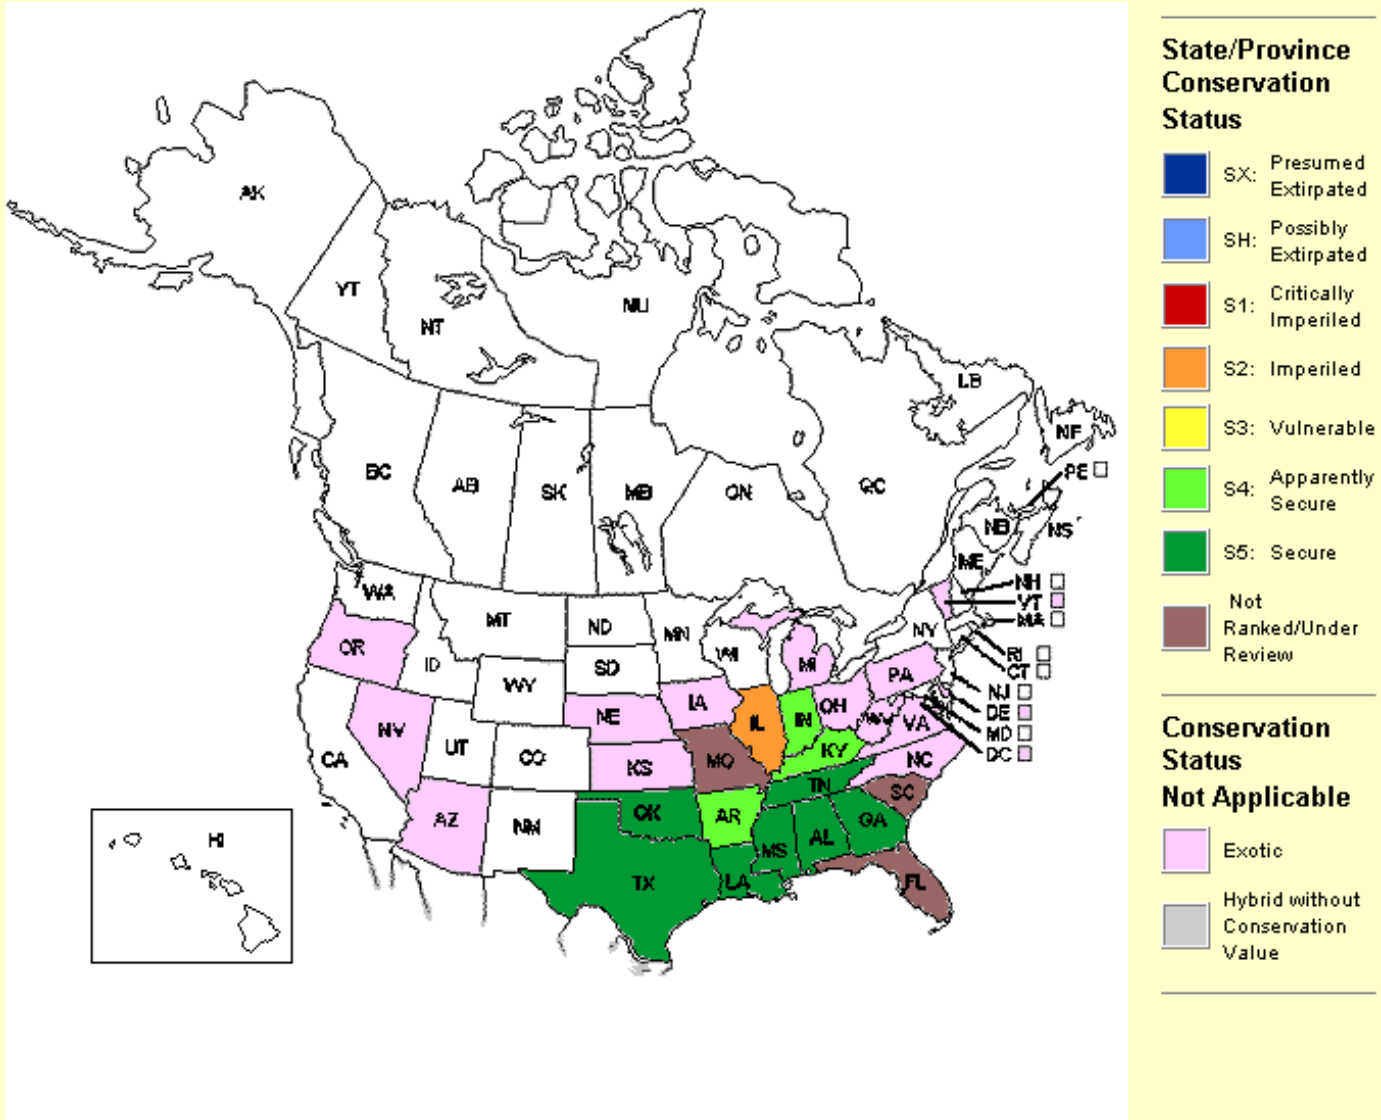 AK
YT
NT
NU
BC
AB
SK
MB
ON
QC
LB
NF
PE
NB
NS
ME
NH
VT
MA
RI
CT
NJ
DE
MD
DC
WA
OR
ID
MT
ND
SD
MN
WI
MI
NY
PA
WY
NE
IA
IL
IN
OH
WV
VA
NV
UT
CO
KS
MO
KY
NC
CA
AZ
NM
OK
AR
TN
SC
TX
LA
MS
AL
GA
FL
HI
State/Province
Conservation
Status
SX: Presumed
Extirpated
SH: Possibly
Extirpated
S1: Critically
Imperiled
S2: Imperiled
S3: Vulnerable
S4: Apparently
Secure
S5: Secure
Not
Ranked/Under
Review
Conservation
Status
Not Applicable
Exotic
Hybrid without
Conservation
Value